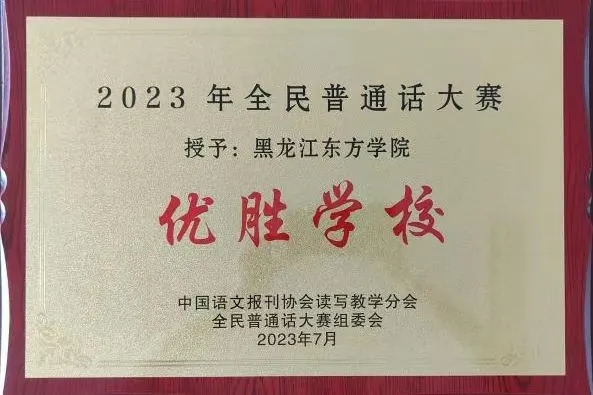 2023 年全民普通话大赛
授予：黑龙江东方学院
优胜学校
中国语文报刊协会读写教学分会
全民普通话大赛组委会
2023年7月